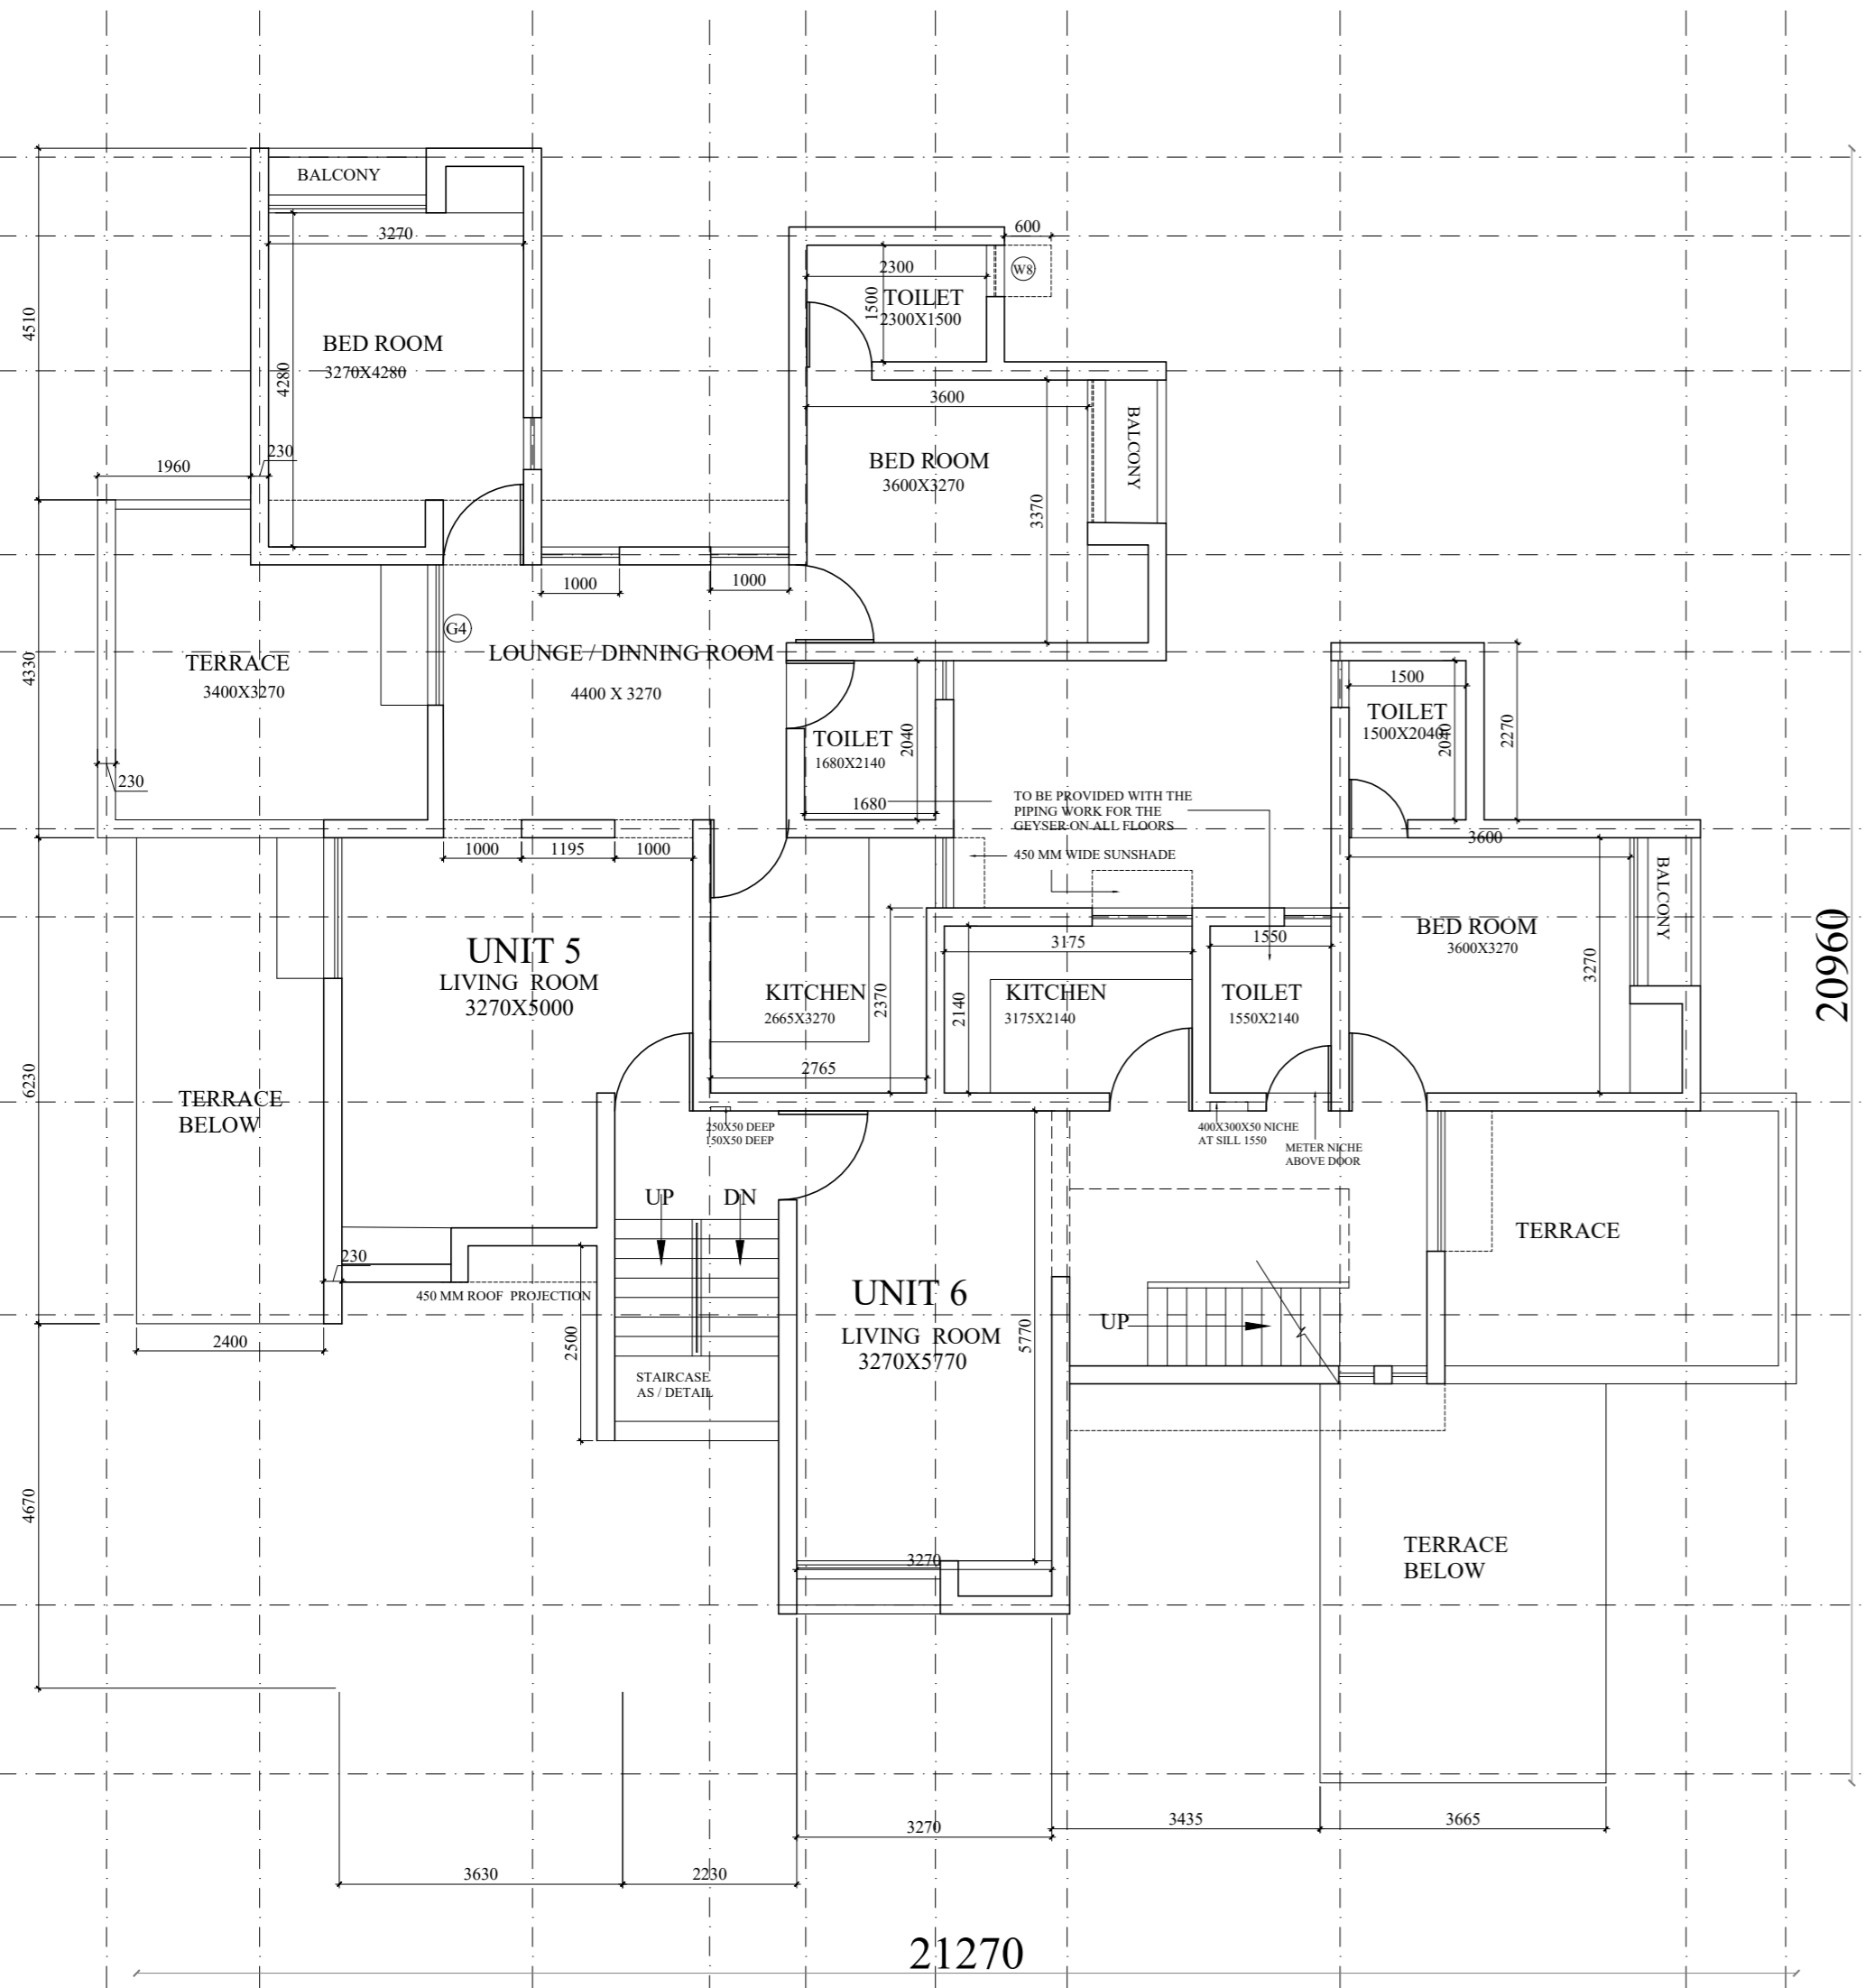 BALCONY
3270
600
2300
W8
1500
TOILET
2300X1500
4510
BED ROOM
3270X4280
4280
3600
BALCONY
230
1960
BED ROOM
3600X3270
3370
1000
1000
G4
4330
TERRACE
3400X3270
LOUNGE / DINNING ROOM
4400 X 3270
1500
TOILET
1500X2040
2040
2270
TOILET
1680X2140
2040
230
1680
TO BE PROVIDED WITH THE
PIPING WORK FOR THE
GEYSER ON ALL FLOORS
450 MM WIDE SUNSHADE
3600
1000
1195
1000
BALCONY
UNIT 5
LIVING ROOM
3270X5000
3175
1550
BED ROOM
3600X3270
3270
20960
KITCHEN
2665X3270
2370
2140
KITCHEN
3175X2140
TOILET
1550X2140
2765
6230
TERRACE
BELOW
250X50 DEEP
150X50 DEEP
400X300X50 NICHE
AT SILL 1550
METER NICHE
ABOVE DOOR
UP
DN
TERRACE
230
450 MM ROOF PROJECTION
UNIT 6
LIVING ROOM
3270X5770
5770
UP
2400
2500
STAIRCASE
AS / DETAIL
4670
TERRACE
BELOW
3270
3270
3435
3665
3630
2230
21270